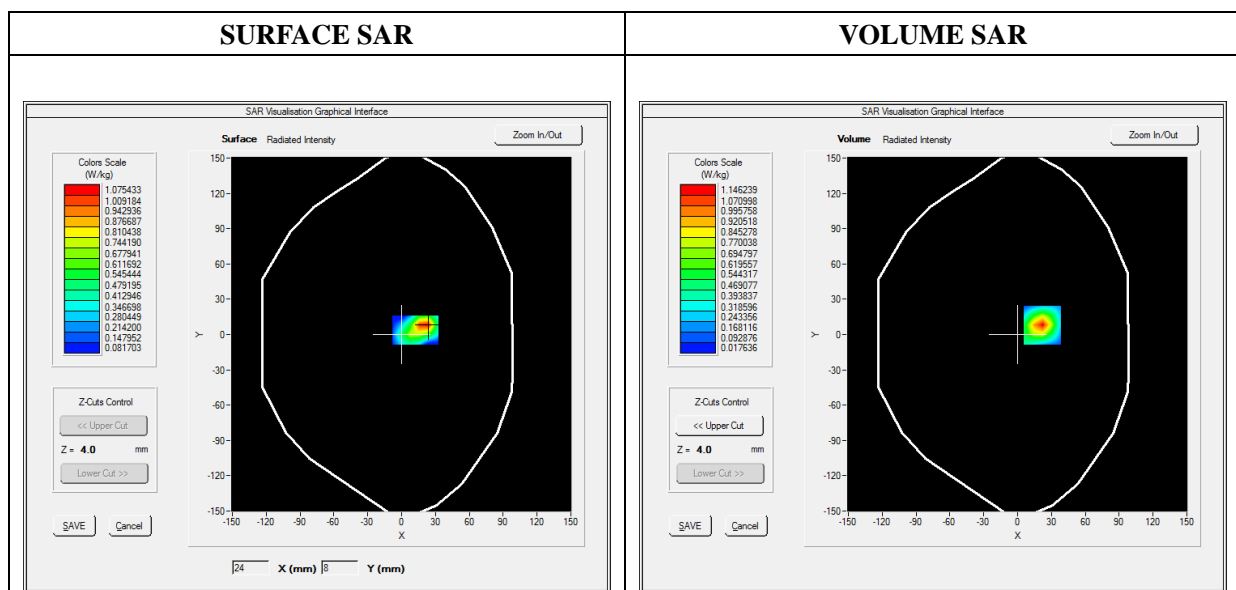 SURFACE SAR
SAR Visualisation Graphical Interface
Surface Radiated Intensity
Zoom In/Out
Colors Scale
(W/kg)
1.075433
1.009184
0.942936
0.876687
0.810438
0.744190
0.677941
0.611692
0.545444
0.479195
0.412946
0.346698
0.280449
0.214200
0.147952
0.081703
Z-Cuts Control
<< Upper Cut
Z = 4.0 mm
Lower Cut >>
SAVE Cancel
150
120
90
60
30
0
-30
-60
-90
-120
-150
Y
-150 -120 -90 -60 -30 0 30 60 90 120 150
X
24 X (mm) 8 Y (mm)
VOLUME SAR
SAR Visualisation Graphical Interface
Volume Radiated Intensity
Zoom In/Out
Colors Scale
(W/kg)
1.146239
1.070998
0.995758
0.920518
0.845278
0.770038
0.694797
0.619557
0.544317
0.469077
0.393837
0.318596
0.243356
0.168116
0.092876
0.017636
Z-Cuts Control
<< Upper Cut
Z = 4.0 mm
Lower Cut >>
SAVE Cancel
150
120
90
60
30
0
-30
-60
-90
-120
-150
Y
-150 -120 -90 -60 -30 0 30 60 90 120 150
X